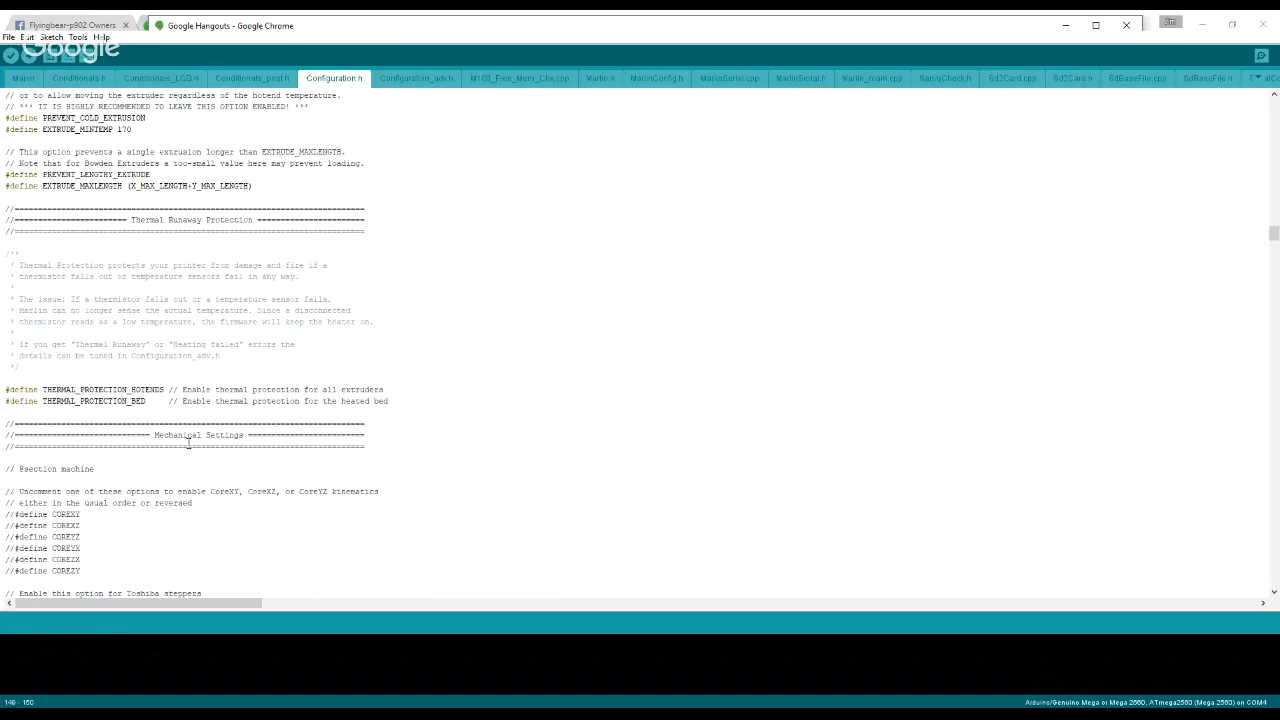 Flyingbear-p902 Owners
Google Hangouts - Google Chrome
Jim
File Edit Sketch Tools Help
Google
Marlin Conditionals.h Conditionals_LCD.h Conditionals_post.h Configuration.h Configuration_adv.h M100_Free_Mem_Chk.cpp Marlin.h MarlinConfig.h MarlinSerial.cpp MarlinSerial.h Marlin_main.cpp SanityCheck.h Sd2Card.cpp Sd2Card.h SdBaseFile.cpp SdBaseFile.h
// or to allow moving the extruder regardless of the hotend temperature.
// *** IT IS HIGHLY RECOMMENDED TO LEAVE THIS OPTION ENABLED! ***
#define PREVENT_COLD_EXTRUSION
#define EXTRUDE_MINTEMP 170
// This option prevents a single extrusion longer than EXTRUDE_MAXLENGTH.
// Note that for Bowden Extruders a too-small value here may prevent loading.
#define PREVENT_LENGTHY_EXTRUDE
#define EXTRUDE_MAXLENGTH (X_MAX_LENGTH+Y_MAX_LENGTH)
//===========================================================================
//======================== Thermal Runaway Protection =======================
//===========================================================================
/**
* Thermal Protection protects your printer from damage and fire if a
* thermistor falls out or temperature sensors fail in any way.
*
* The issue: If a thermistor falls out or a temperature sensor fails,
* Marlin can no longer sense the actual temperature. Since a disconnected
* thermistor reads as a low temperature, the firmware will keep the heater on.
*
* If you get "Thermal Runaway" or "Heating failed" errors the
* details can be tuned in Configuration_adv.h
*/
#define THERMAL_PROTECTION_HOTENDS // Enable thermal protection for all extruders
#define THERMAL_PROTECTION_BED // Enable thermal protection for the heated bed
//===========================================================================
//============================= Mechanical Settings =========================
//===========================================================================
// @section machine
// Uncomment one of these options to enable CoreXY, CoreXZ, or CoreYZ kinematics
// either in the usual order or reversed
//#define COREXY
//#define COREXZ
//#define COREYZ
//#define COREYX
//#define COREZX
//#define COREZY
// Enable this option for Toshiba steppers
148 - 150
Arduino/Genuino Mega or Mega 2560, ATmega2560 (Mega 2560) on COM4